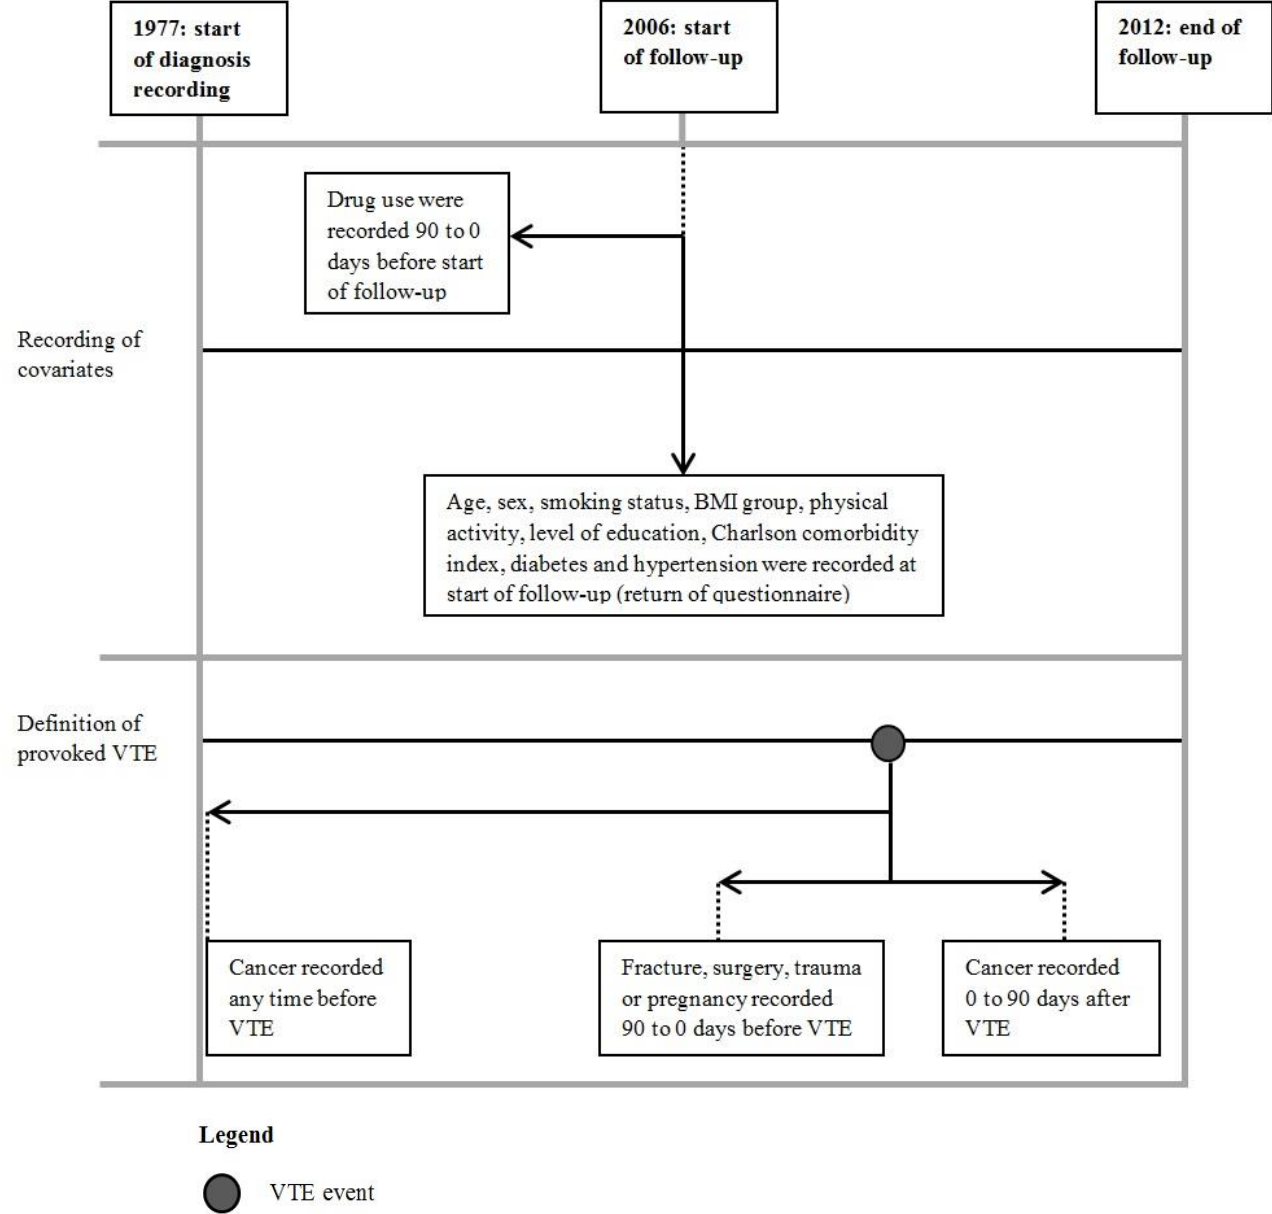 1977: start
of diagnosis
recording
2006: start
of follow-up
2012: end of
follow-up
Drug use were
recorded 90 to 0
days before start
of follow-up
Recording of
covariates
Age, sex, smoking status, BMI group, physical
activity, level of education, Charlson comorbidity
index, diabetes and hypertension were recorded at
start of follow-up (return of questionnaire)
Definition of
provoked VTE
Cancer recorded
any time before
VTE
Fracture, surgery, trauma
or pregnancy recorded
90 to 0 days before VTE
Cancer recorded
0 to 90 days after
VTE
Legend
VTE event